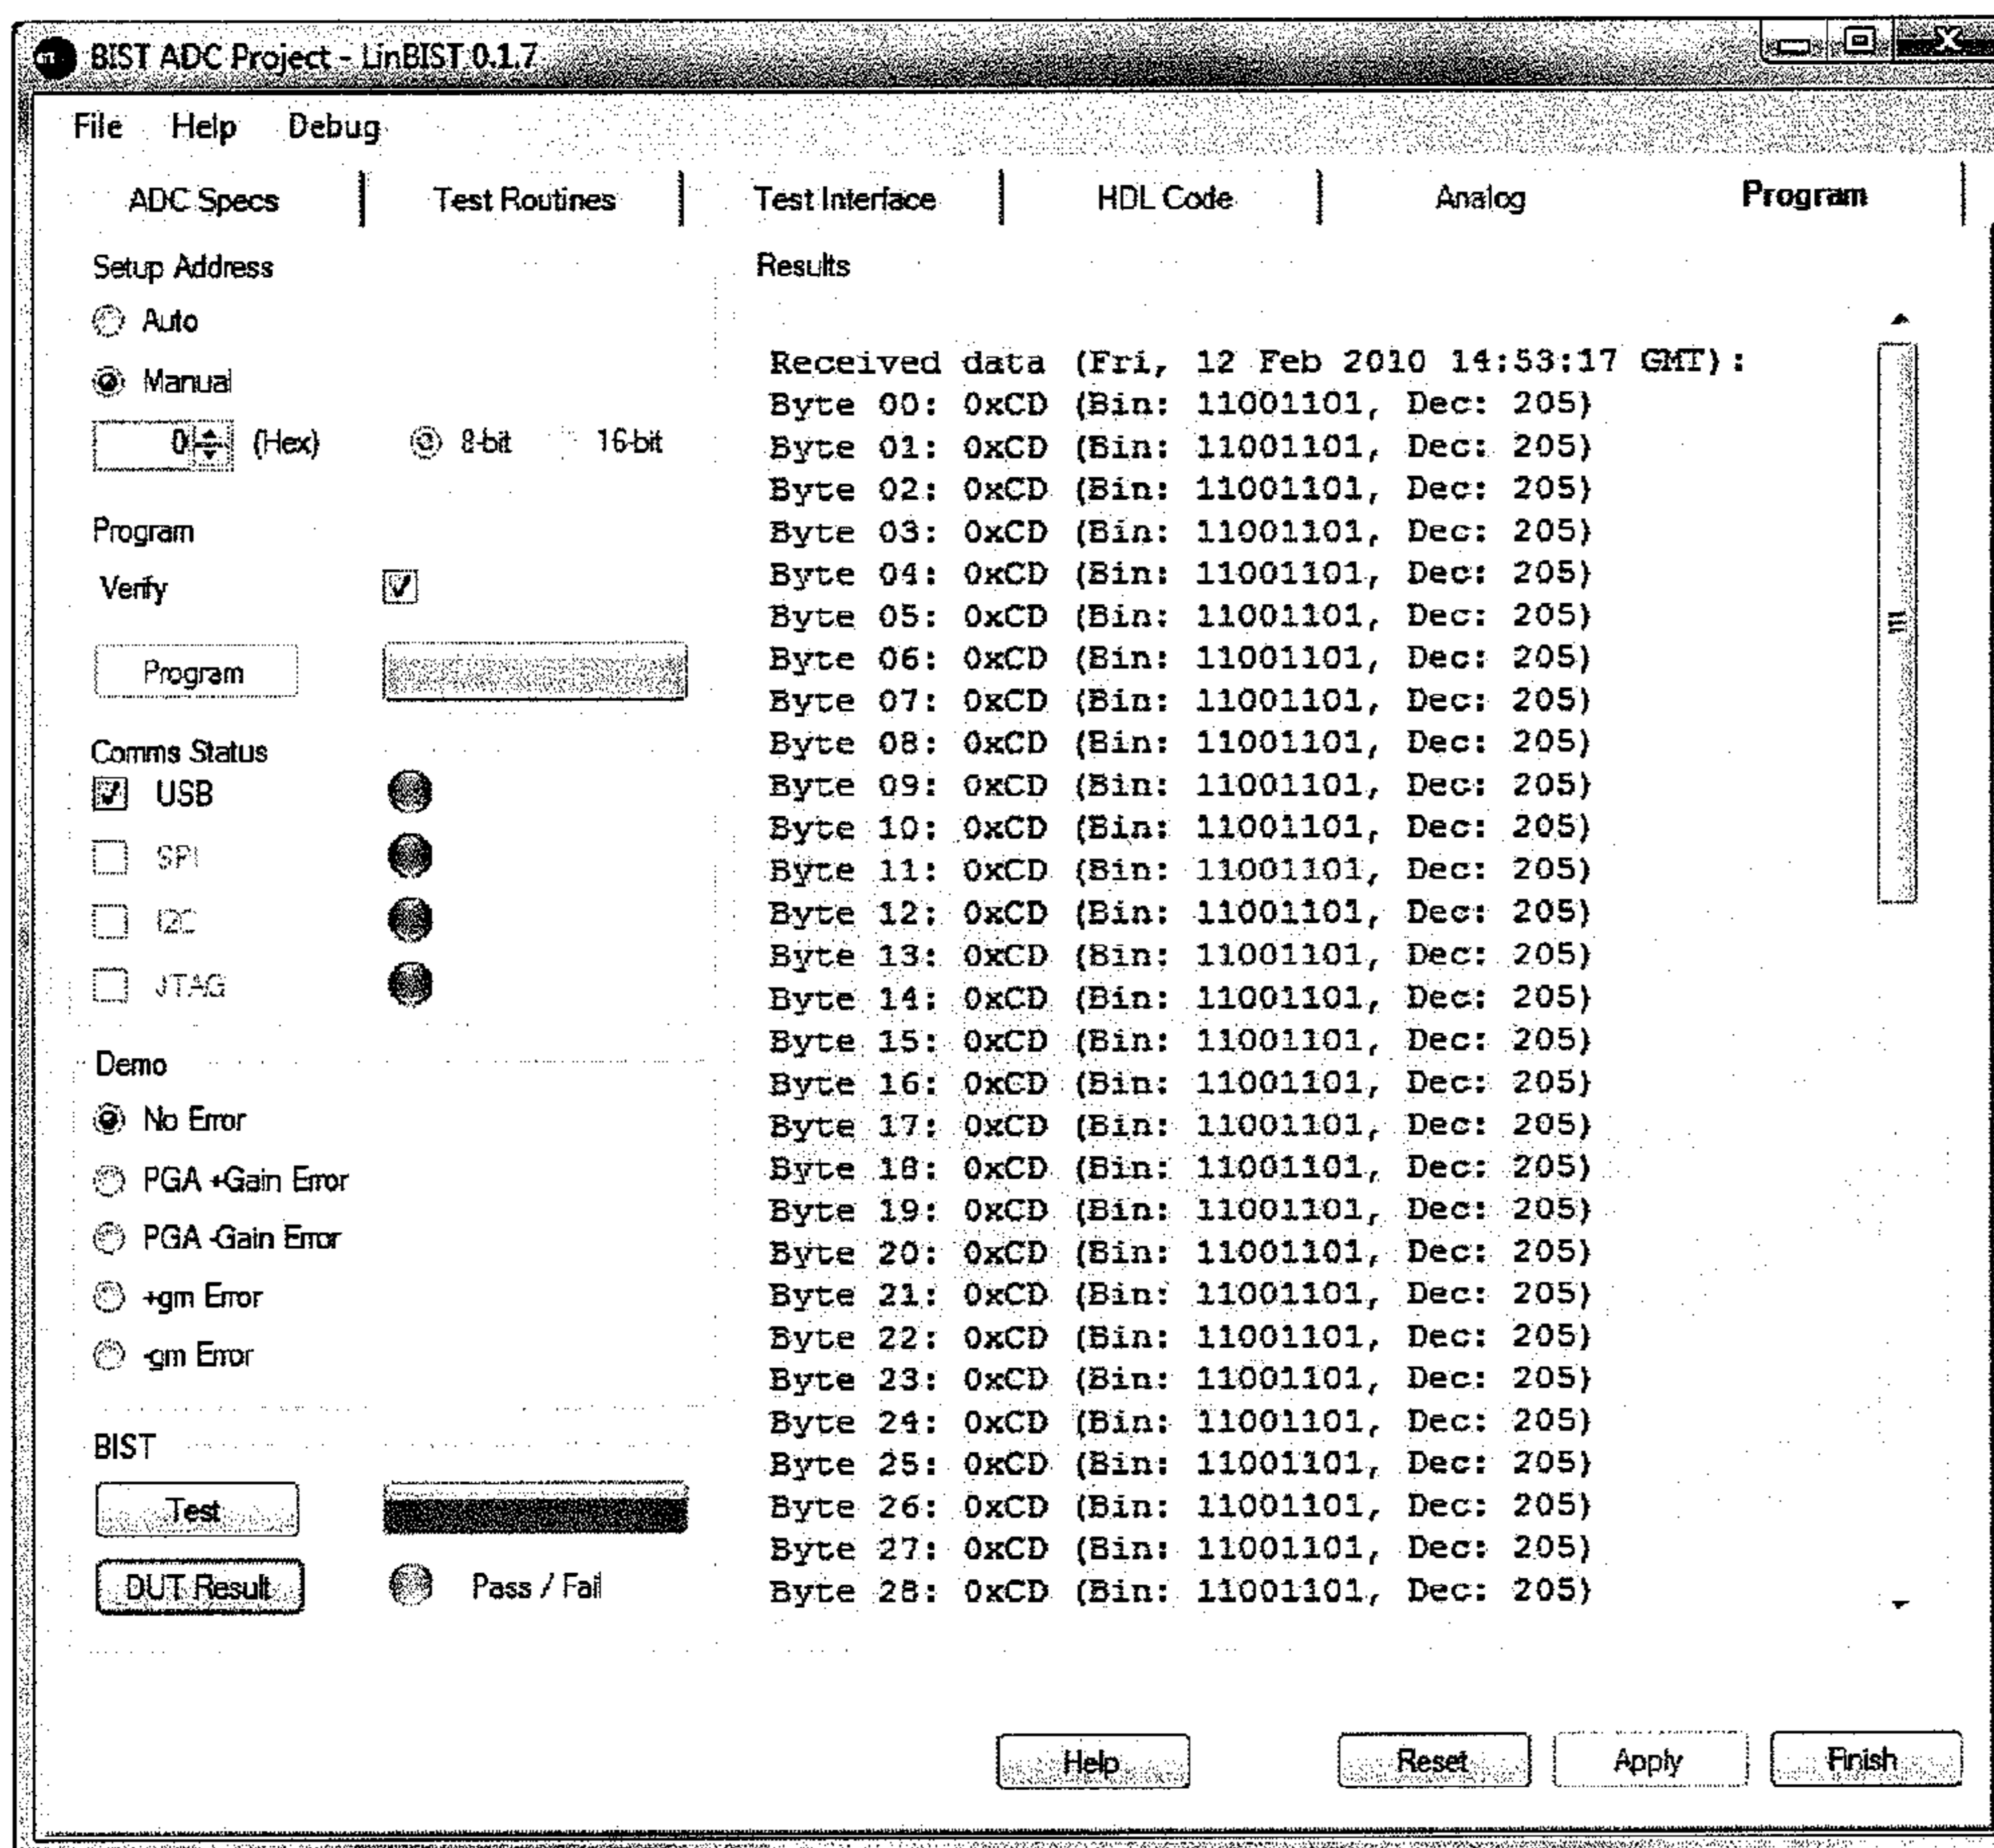 BIST ADC Project - LinBIST 0.1.7
File Help Debug
ADC Specs Test Routines Test Interface HDL Code Analog Program
Setup Address
Auto
Manual
0 (Hex) 8-bit 16-bit
Program
Verify
Program
Comms Status
USB
SPI
I2C
JTAG
Demo
No Error
PGA +Gain Error
PGA -Gain Error
+gm Error
-gm Error
BIST
Test
DUT Result Pass / Fail
Results
Received data (Fri, 12 Feb 2010 14:53:17 GMT):
Byte 00: 0xCD (Bin: 11001101, Dec: 205)
Byte 01: 0xCD (Bin: 11001101, Dec: 205)
Byte 02: 0xCD (Bin: 11001101, Dec: 205)
Byte 03: 0xCD (Bin: 11001101, Dec: 205)
Byte 04: 0xCD (Bin: 11001101, Dec: 205)
Byte 05: 0xCD (Bin: 11001101, Dec: 205)
Byte 06: 0xCD (Bin: 11001101, Dec: 205)
Byte 07: 0xCD (Bin: 11001101, Dec: 205)
Byte 08: 0xCD (Bin: 11001101, Dec: 205)
Byte 09: 0xCD (Bin: 11001101, Dec: 205)
Byte 10: 0xCD (Bin: 11001101, Dec: 205)
Byte 11: 0xCD (Bin: 11001101, Dec: 205)
Byte 12: 0xCD (Bin: 11001101, Dec: 205)
Byte 13: 0xCD (Bin: 11001101, Dec: 205)
Byte 14: 0xCD (Bin: 11001101, Dec: 205)
Byte 15: 0xCD (Bin: 11001101, Dec: 205)
Byte 16: 0xCD (Bin: 11001101, Dec: 205)
Byte 17: 0xCD (Bin: 11001101, Dec: 205)
Byte 18: 0xCD (Bin: 11001101, Dec: 205)
Byte 19: 0xCD (Bin: 11001101, Dec: 205)
Byte 20: 0xCD (Bin: 11001101, Dec: 205)
Byte 21: 0xCD (Bin: 11001101, Dec: 205)
Byte 22: 0xCD (Bin: 11001101, Dec: 205)
Byte 23: 0xCD (Bin: 11001101, Dec: 205)
Byte 24: 0xCD (Bin: 11001101, Dec: 205)
Byte 25: 0xCD (Bin: 11001101, Dec: 205)
Byte 26: 0xCD (Bin: 11001101, Dec: 205)
Byte 27: 0xCD (Bin: 11001101, Dec: 205)
Byte 28: 0xCD (Bin: 11001101, Dec: 205)
Help Reset Apply Finish